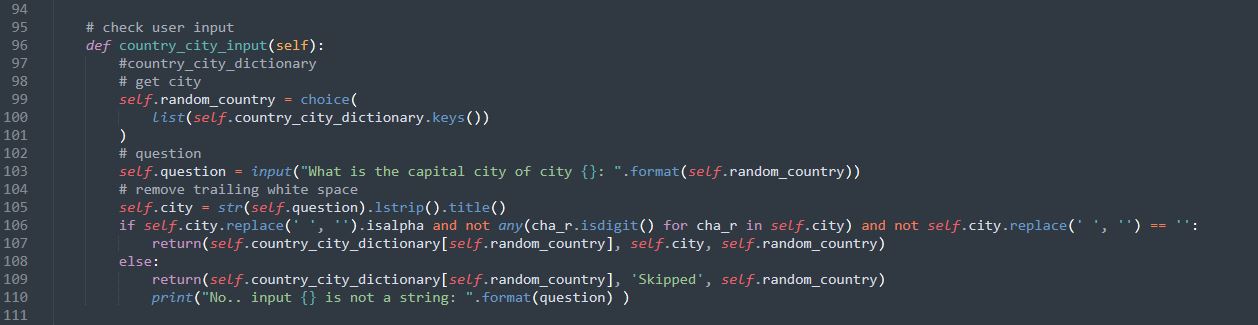 94
95 # check user input
96 def country_city_input(self):
97 #country_city_dictionary
98 # get city
99 self.random_country = choice(
100 list(self.country_city_dictionary.keys())
101 )
102 # question
103 self.question = input("What is the capital city of city {}: ".format(self.random_country))
104 # remove trailing white space
105 self.city = str(self.question).lstrip().title()
106 if self.city.replace(' ', '').isalpha and not any(cha_r.isdigit() for cha_r in self.city) and not self.city.replace(' ', '') == '':
107 return(self.country_city_dictionary[self.random_country], self.city, self.random_country)
108 else:
109 return(self.country_city_dictionary[self.random_country], 'Skipped', self.random_country)
110 print("No.. input {} is not a string: ".format(question) )
111